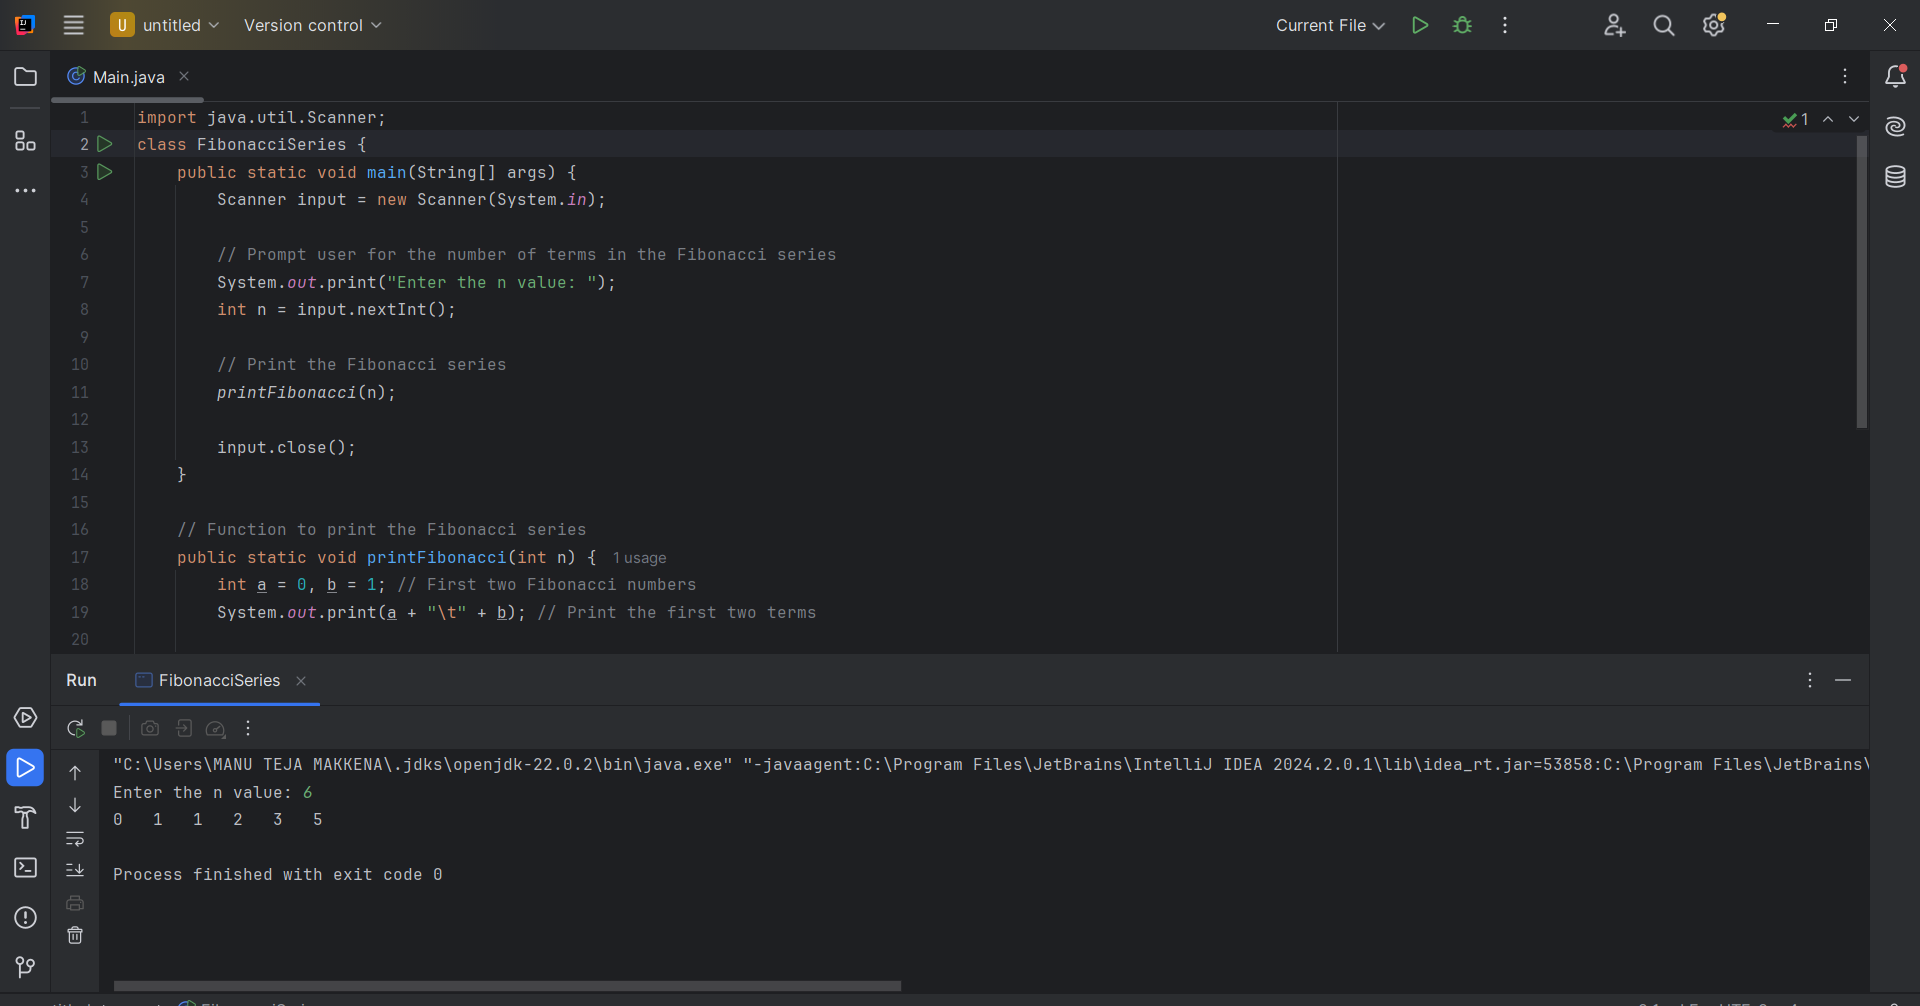 U untitled Version control Current File
Main.java
1 import java.util.Scanner;
1
2 class FibonacciSeries {
3 public static void main(String[] args) {
4 Scanner input = new Scanner(System.in);
5
6 // Prompt user for the number of terms in the Fibonacci series
7 System.out.print("Enter the n value: ");
8 int n = input.nextInt();
9
10 // Print the Fibonacci series
11 printFibonacci(n);
12
13 input.close();
14 }
15
16 // Function to print the Fibonacci series
17 public static void printFibonacci(int n) { 1 usage
18 int a = 0, b = 1; // First two Fibonacci numbers
19 System.out.print(a + "\t" + b); // Print the first two terms
20
Run FibonacciSeries
"C:\Users\MANU TEJA MAKKENA\.jdks\openjdk-22.0.2\bin\java.exe" "-javaagent:C:\Program Files\JetBrains\IntelliJ IDEA 2024.2.0.1\lib\idea_rt.jar=53858:C:\Program Files\JetBrains\
Enter the n value: 6
0 1 1 2 3 5
Process finished with exit code 0